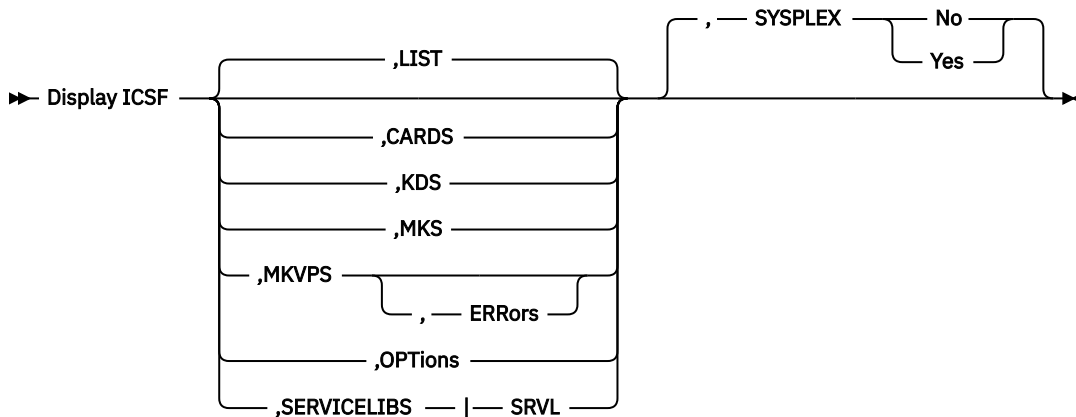 , SYSPLEX No
Yes
,LIST
Display ICSF
,CARDS
,KDS
,MKS
,MKVPS
, ERRors
,OPTions
,SERVICELIBS | SRVL